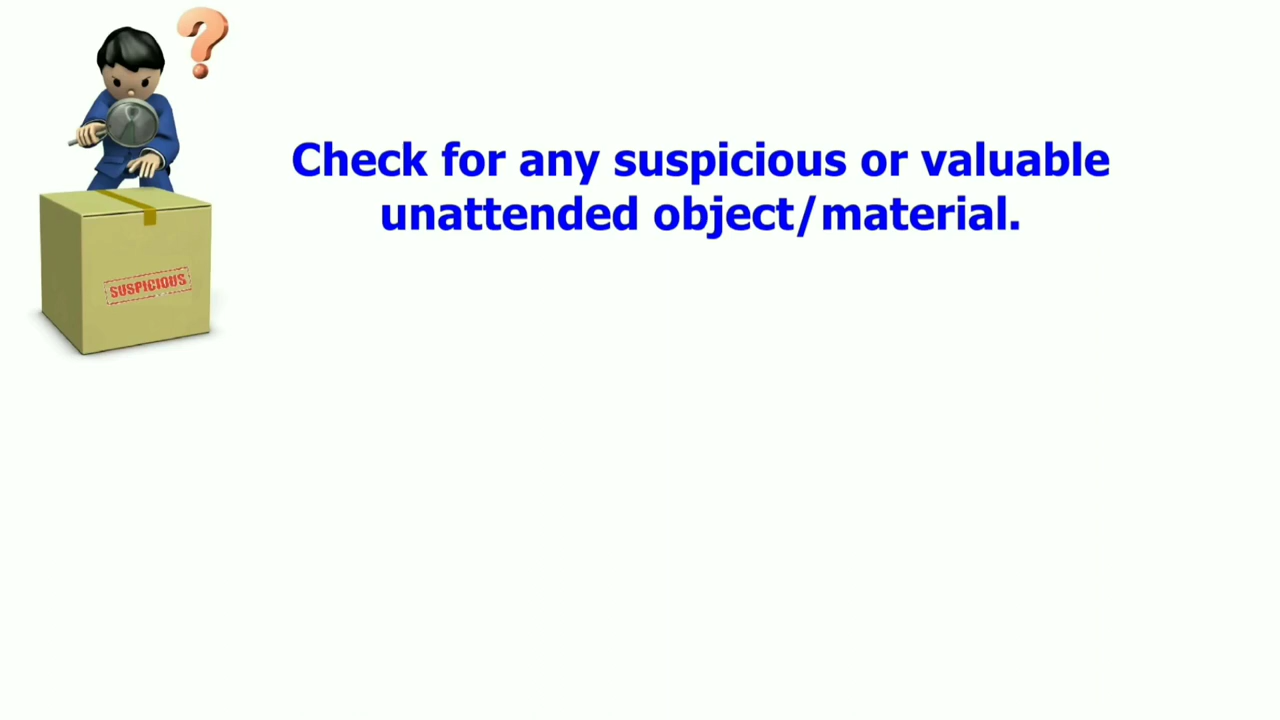 ?
Check for any suspicious or valuable
unattended object/material.
SUSPICIOUS